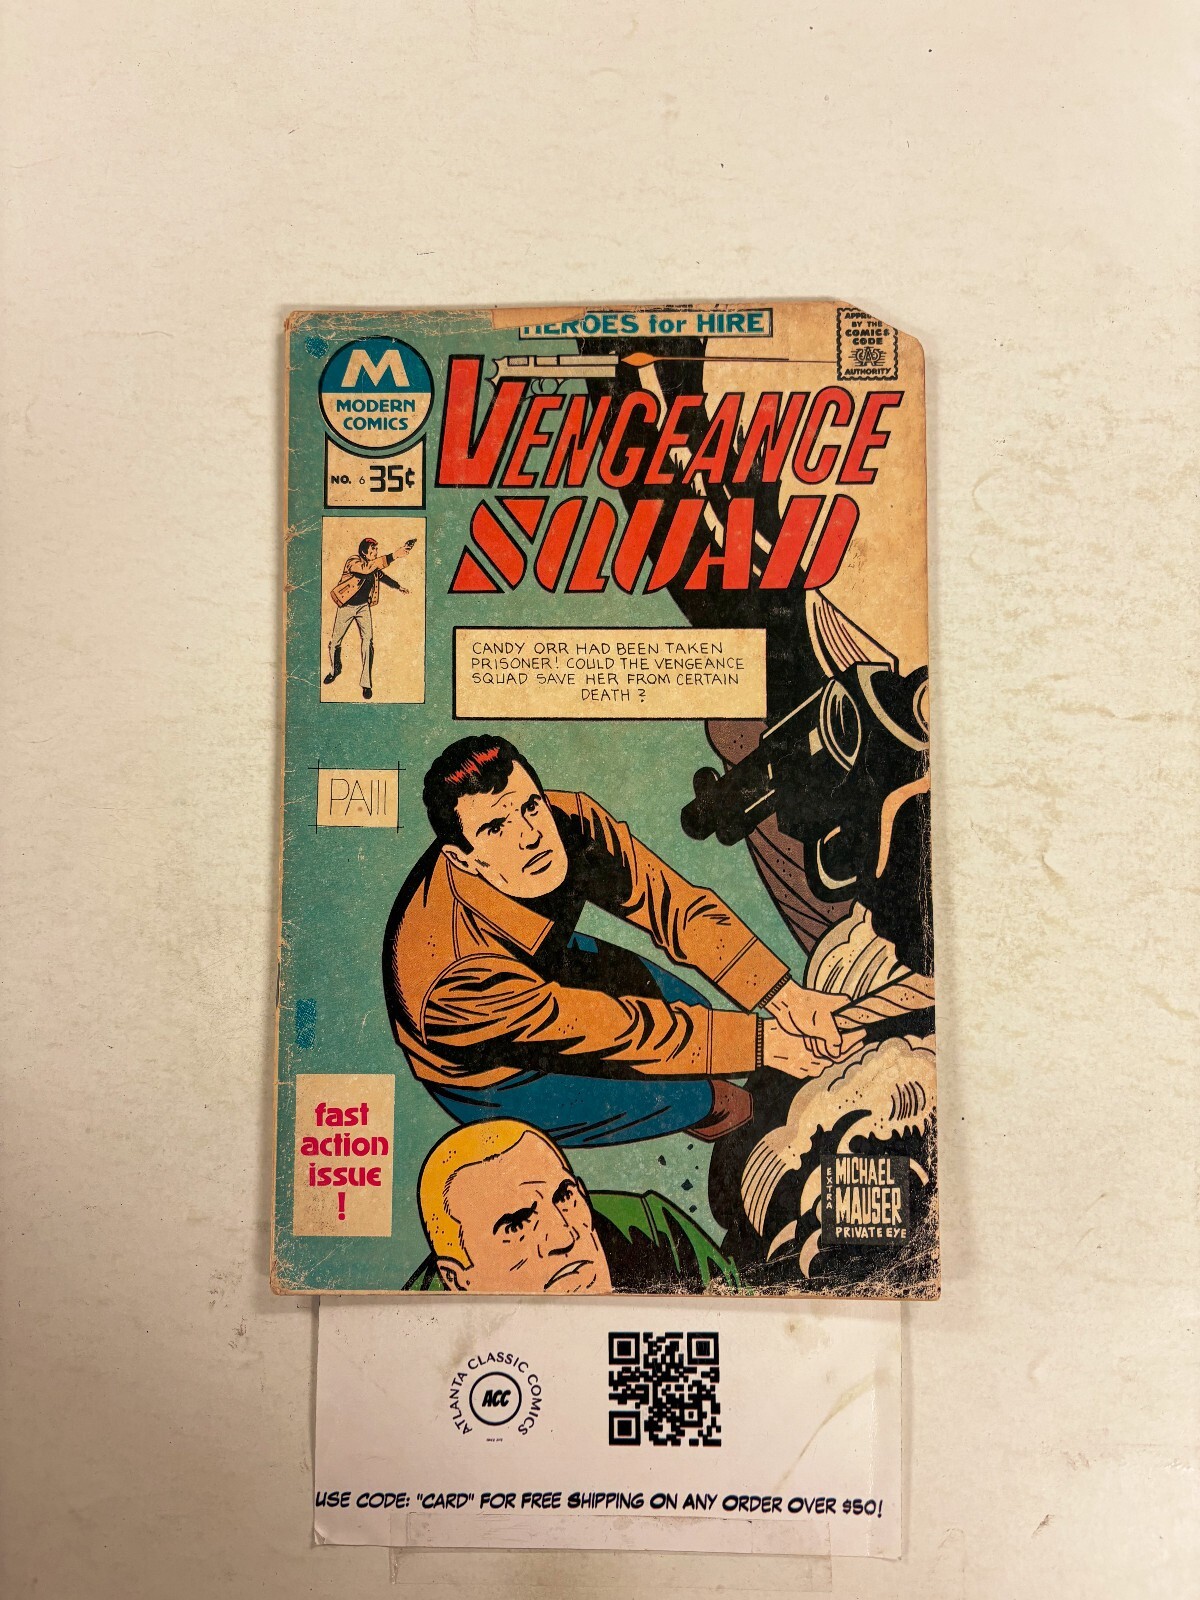 HEROES for HIRE
APPROVED
BY THE
COMICS
CODE
AUTHORITY
M
MODERN
COMICS
NO. 6 35¢
VENGEANCE
SQUAD
CANDY ORR HAD BEEN TAKEN
PRISONER! COULD THE VENGEANCE
SQUAD SAVE HER FROM CERTAIN
DEATH?
fast
action
issue
!
EXTRA
MICHAEL
MAUSER
PRIVATE EYE
ATLANTA CLASSIC COMICS
ACC
USE CODE: "CARD" FOR FREE SHIPPING ON ANY ORDER OVER $50!